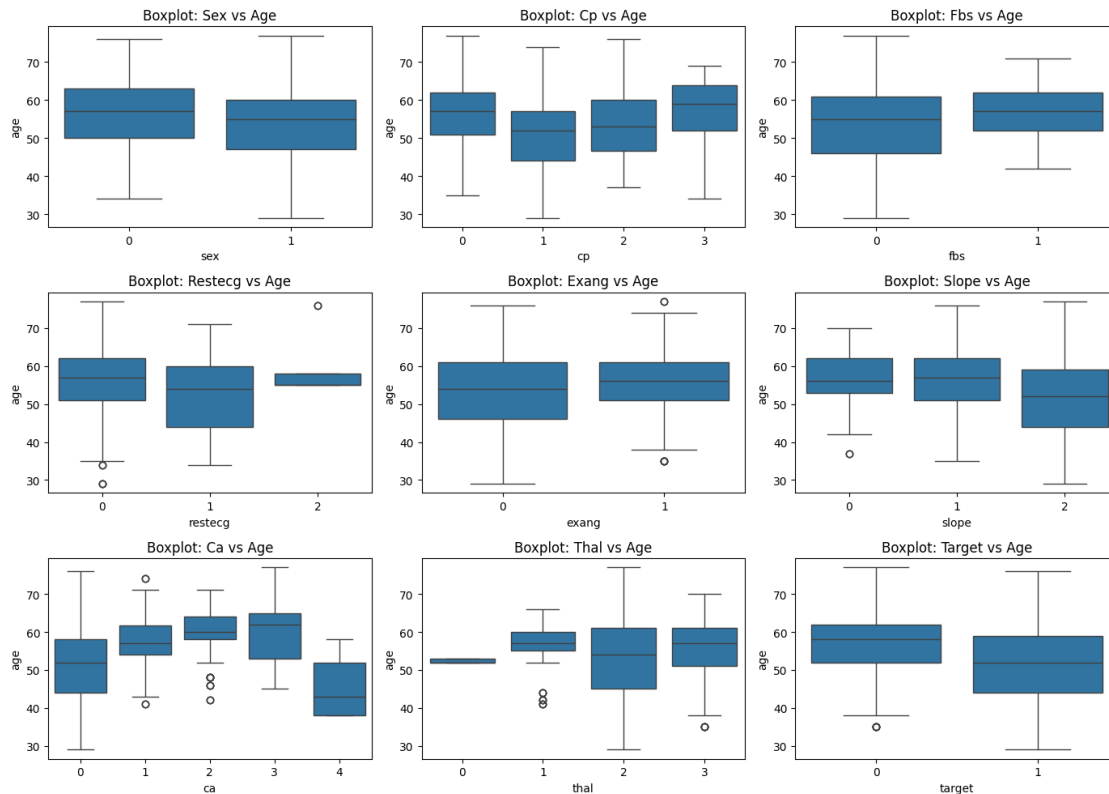 Boxplot: Sex vs Age
age
70
60
50
40
30
0 1
sex
Boxplot: Cp vs Age
age
70
60
50
40
30
0 1 2 3
cp
Boxplot: Fbs vs Age
age
70
60
50
40
30
0 1
fbs
Boxplot: Restecg vs Age
age
70
60
50
40
30
0 1 2
restecg
Boxplot: Exang vs Age
age
70
60
50
40
30
0 1
exang
Boxplot: Slope vs Age
age
70
60
50
40
30
0 1 2
slope
Boxplot: Ca vs Age
age
70
60
50
40
30
0 1 2 3 4
ca
Boxplot: Thal vs Age
age
70
60
50
40
30
0 1 2 3
thal
Boxplot: Target vs Age
age
70
60
50
40
30
0 1
target